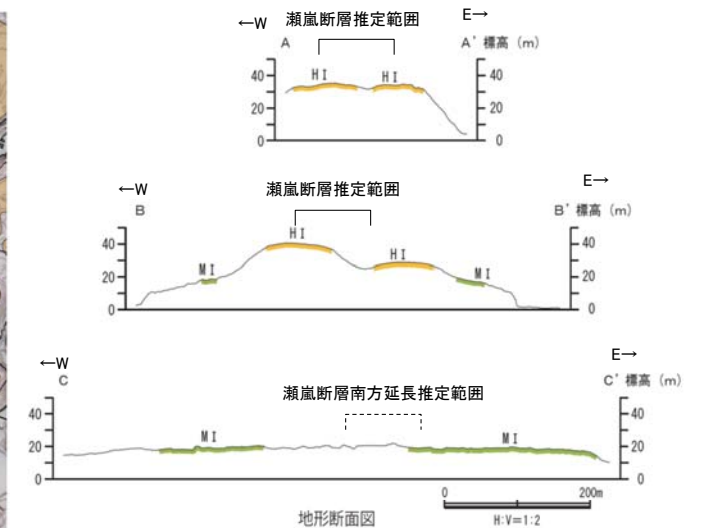 ←W 瀬嵐断層推定範囲 E→
A A' 標高（m）
HⅠ HⅠ
40 40
20 20
0 0
←W 瀬嵐断層推定範囲 E→
B B' 標高（m）
HⅠ
40 HⅠ 40
MⅠ MⅠ
20 20
0 0
←W E→
C 瀬嵐断層南方延長推定範囲 C' 標高（m）
40 40
MⅠ MⅠ
20 20
0 0
0 200m
地形断面図 H:V=1:2